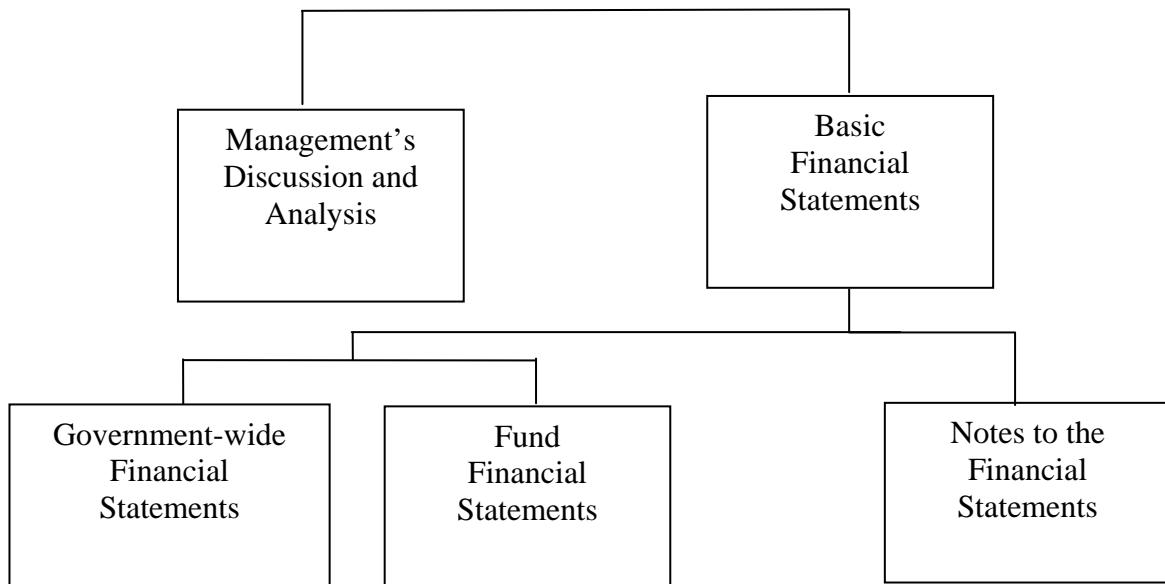 Management’s
Discussion and
Analysis
Basic
Financial
Statements
Government-wide
Financial
Statements
Fund
Financial
Statements
Notes to the
Financial
Statements